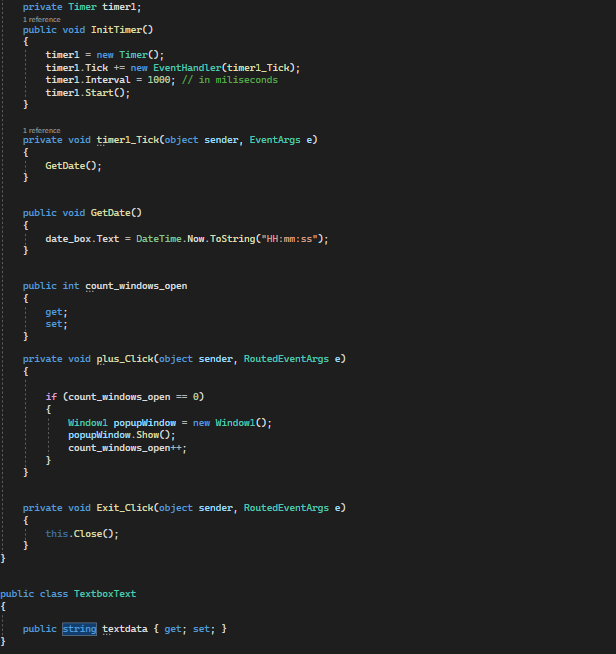 private Timer timer1;
1 reference
public void InitTimer()
{
timer1 = new Timer();
timer1.Tick += new EventHandler(timer1_Tick);
timer1.Interval = 1000; // in miliseconds
timer1.Start();
}
1 reference
private void timer1_Tick(object sender, EventArgs e)
{
GetDate();
}
public void GetDate()
{
date_box.Text = DateTime.Now.ToString("HH:mm:ss");
}
public int count_windows_open
{
get;
set;
}
private void plus_Click(object sender, RoutedEventArgs e)
{
if (count_windows_open == 0)
{
Window1 popupWindow = new Window1();
popupWindow.Show();
count_windows_open++;
}
}
private void Exit_Click(object sender, RoutedEventArgs e)
{
this.Close();
}
}
public class TextboxText
{
public string textdata { get; set; }
}